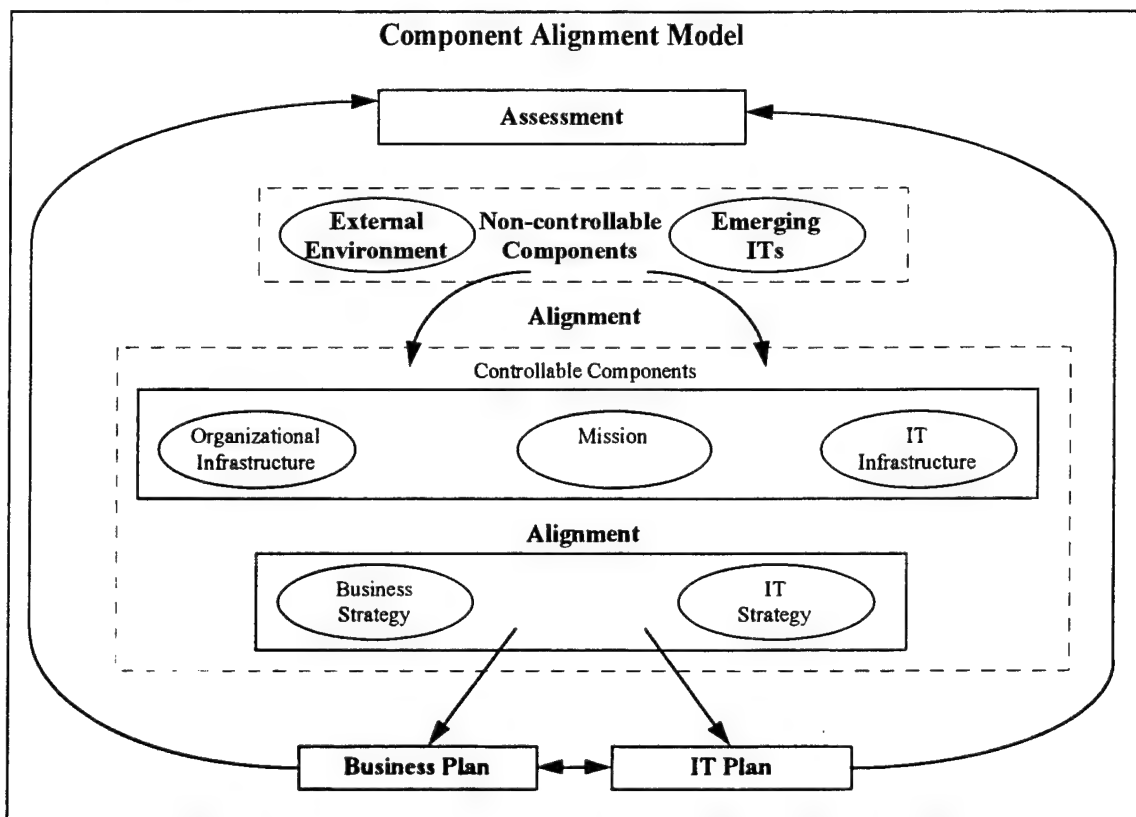 Component Alignment Model
Assessment
External
Environment
Non-controllable
Components
Emerging
ITs
Alignment
Controllable Components
Organizational
Infrastructure
Mission
IT
Infrastructure
Alignment
Business
Strategy
IT
Strategy
Business Plan
IT Plan